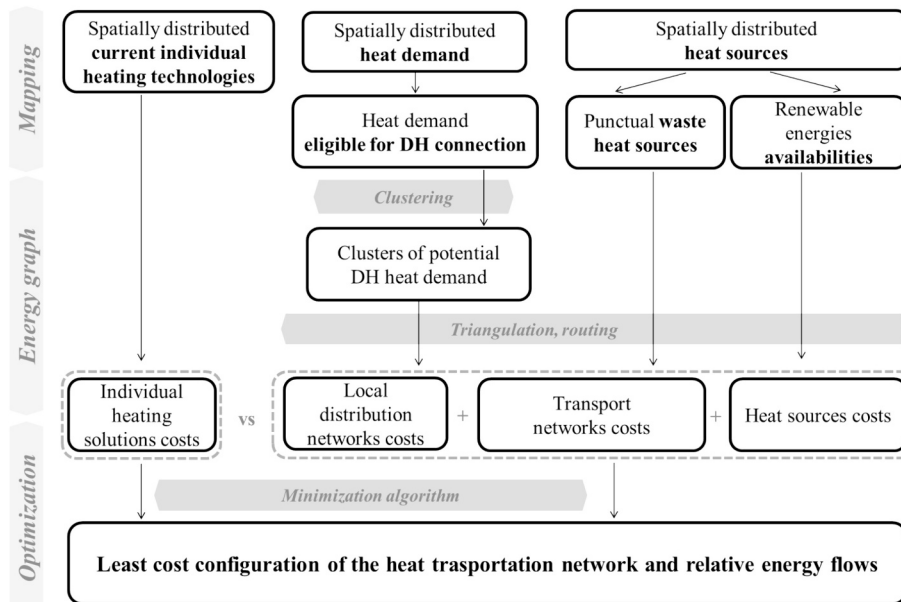 Mapping
Spatially distributed
current individual
heating technologies
Spatially distributed
heat demand
Spatially distributed
heat sources
Heat demand
eligible for DH connection
Punctual waste
heat sources
Renewable
energies
availabilities
Energy graph
Clustering
Clusters of potential
DH heat demand
Triangulation, routing
Individual
heating
solutions costs
vs
Local
distribution
networks costs
+
Transport
networks costs
+
Heat sources costs
Optimization
Minimization algorithm
Least cost configuration of the heat trasportation network and relative energy flows